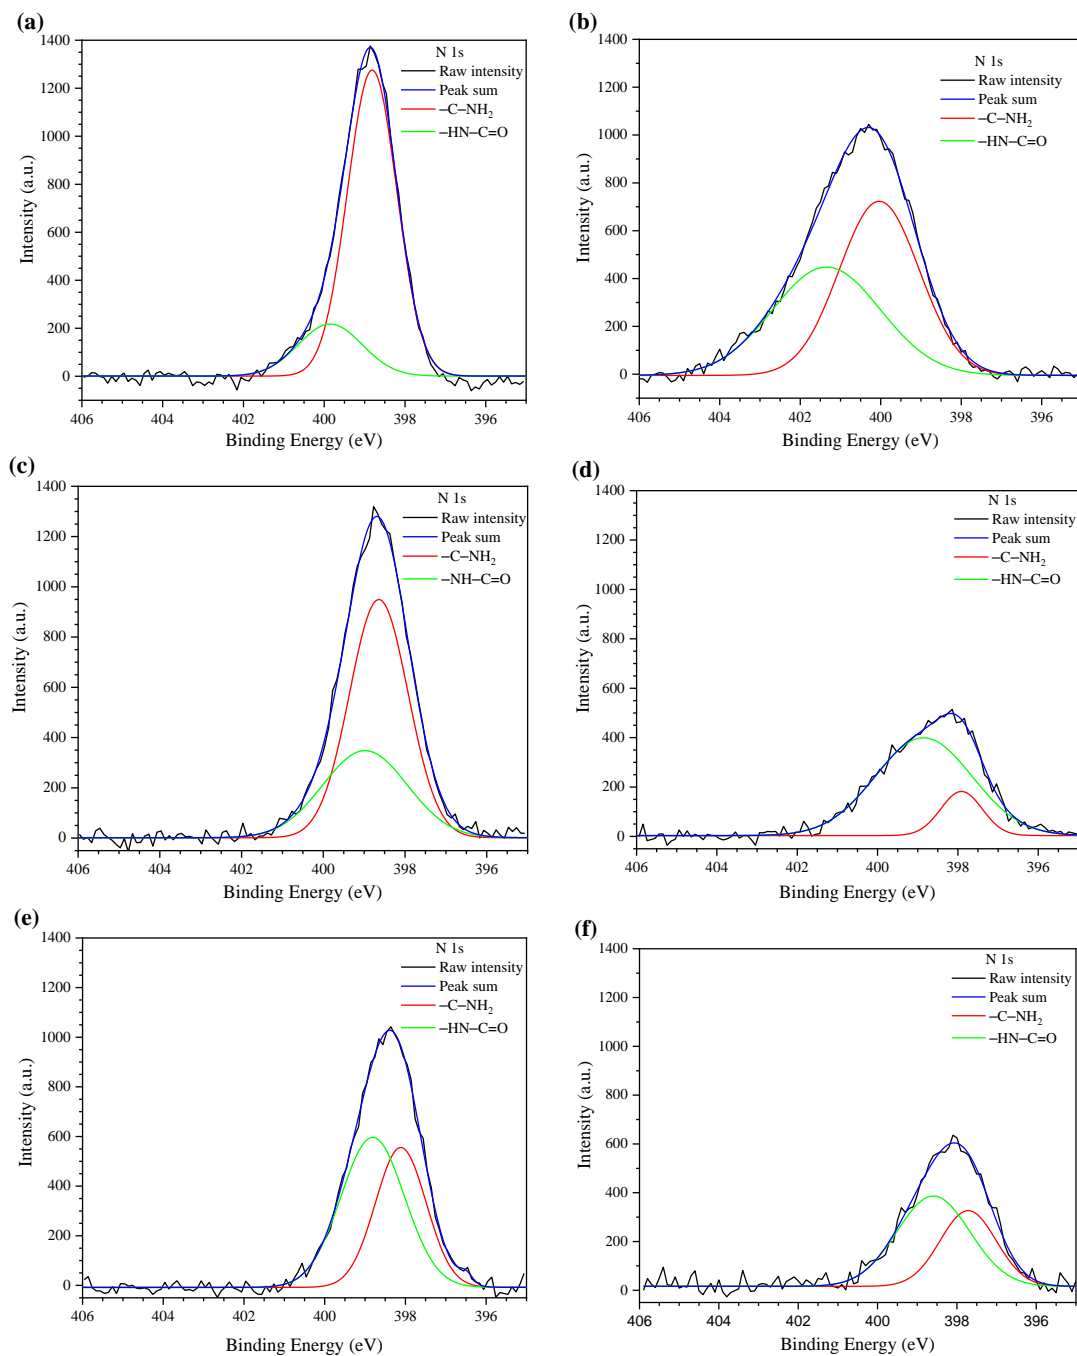 (a)
1400
1200
1000
800
600
400
200
0
406 404 402 400 398 396
Intensity (a.u.)
Binding Energy (eV)
N 1s
Raw intensity
Peak sum
–C–NH₂
–HN–C=O
(b)
1400
1200
1000
800
600
400
200
0
406 404 402 400 398 396
Intensity (a.u.)
Binding Energy (eV)
N 1s
Raw intensity
Peak sum
–C–NH₂
–HN–C=O
(c)
1400
1200
1000
800
600
400
200
0
406 404 402 400 398 396
Intensity (a.u.)
Binding Energy (eV)
N 1s
Raw intensity
Peak sum
–C–NH₂
–NH–C=O
(d)
1400
1200
1000
800
600
400
200
0
406 404 402 400 398 396
Intensity (a.u.)
Binding Energy (eV)
N 1s
Raw intensity
Peak sum
–C–NH₂
–HN–C=O
(e)
1400
1200
1000
800
600
400
200
0
406 404 402 400 398 396
Intensity (a.u.)
Binding Energy (eV)
N 1s
Raw intensity
Peak sum
–C–NH₂
–HN–C=O
(f)
1400
1200
1000
800
600
400
200
0
406 404 402 400 398 396
Intensity (a.u.)
Binding Energy (eV)
N 1s
Raw intensity
Peak sum
–C–NH₂
–HN–C=O